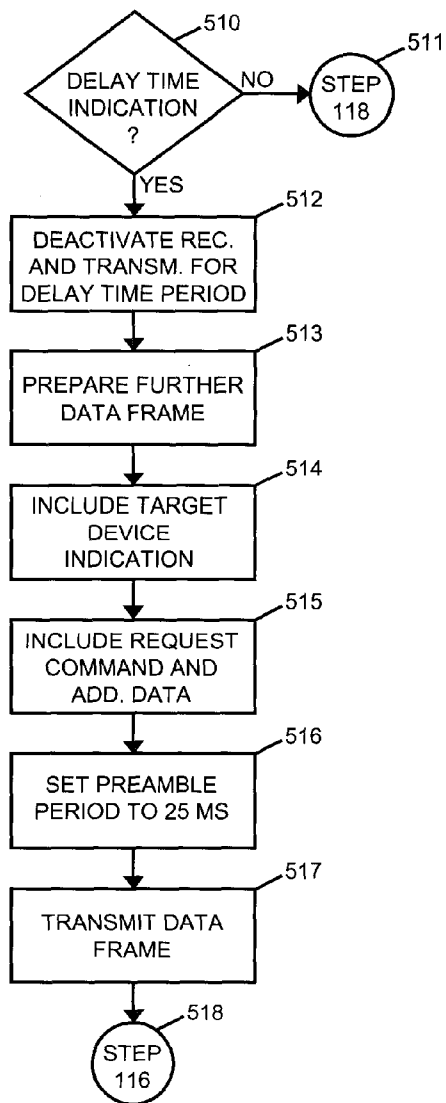 510
DELAY TIME
INDICATION
?
NO
STEP
118
511
YES
512
DEACTIVATE REC.
AND TRANSM. FOR
DELAY TIME PERIOD
513
PREPARE FURTHER
DATA FRAME
514
INCLUDE TARGET
DEVICE
INDICATION
515
INCLUDE REQUEST
COMMAND AND
ADD. DATA
516
SET PREAMBLE
PERIOD TO 25 MS
517
TRANSMIT DATA
FRAME
518
STEP
116